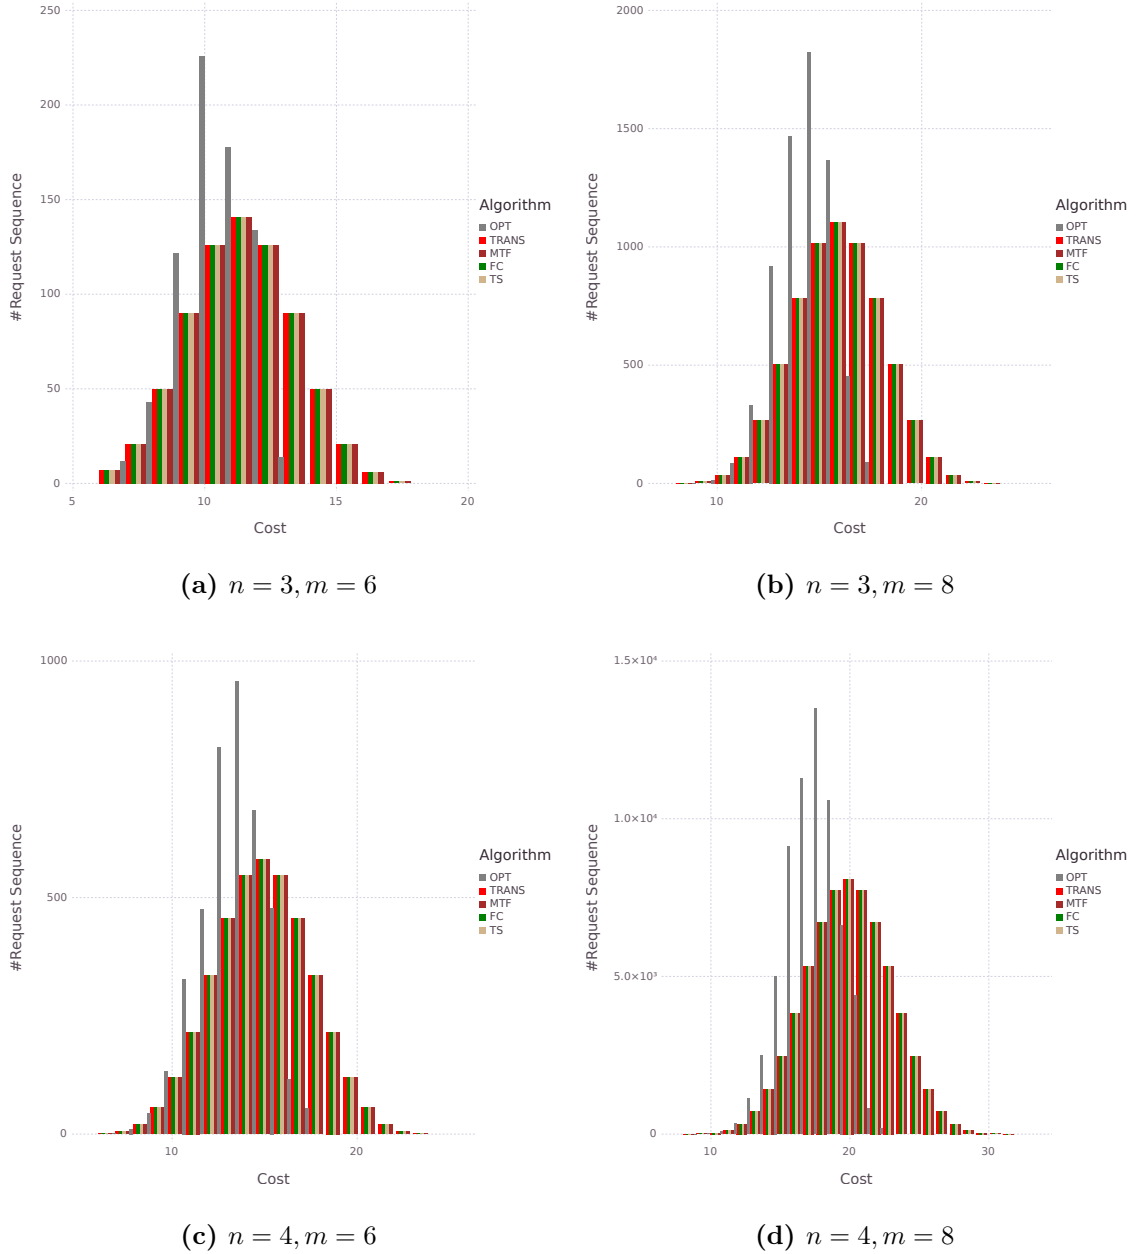 250
200
150
100
50
0
5
10
15
20
#Request Sequence
Cost
Algorithm
OPT
TRANS
MTF
FC
TS
(a) n = 3, m = 6
2000
1500
1000
500
0
10
20
#Request Sequence
Cost
Algorithm
OPT
TRANS
MTF
FC
TS
(b) n = 3, m = 8
1000
500
0
10
20
#Request Sequence
Cost
Algorithm
OPT
TRANS
MTF
FC
TS
(c) n = 4, m = 6
1.5×10⁴
1.0×10⁴
5.0×10³
0
10
20
30
#Request Sequence
Cost
Algorithm
OPT
TRANS
MTF
FC
TS
(d) n = 4, m = 8